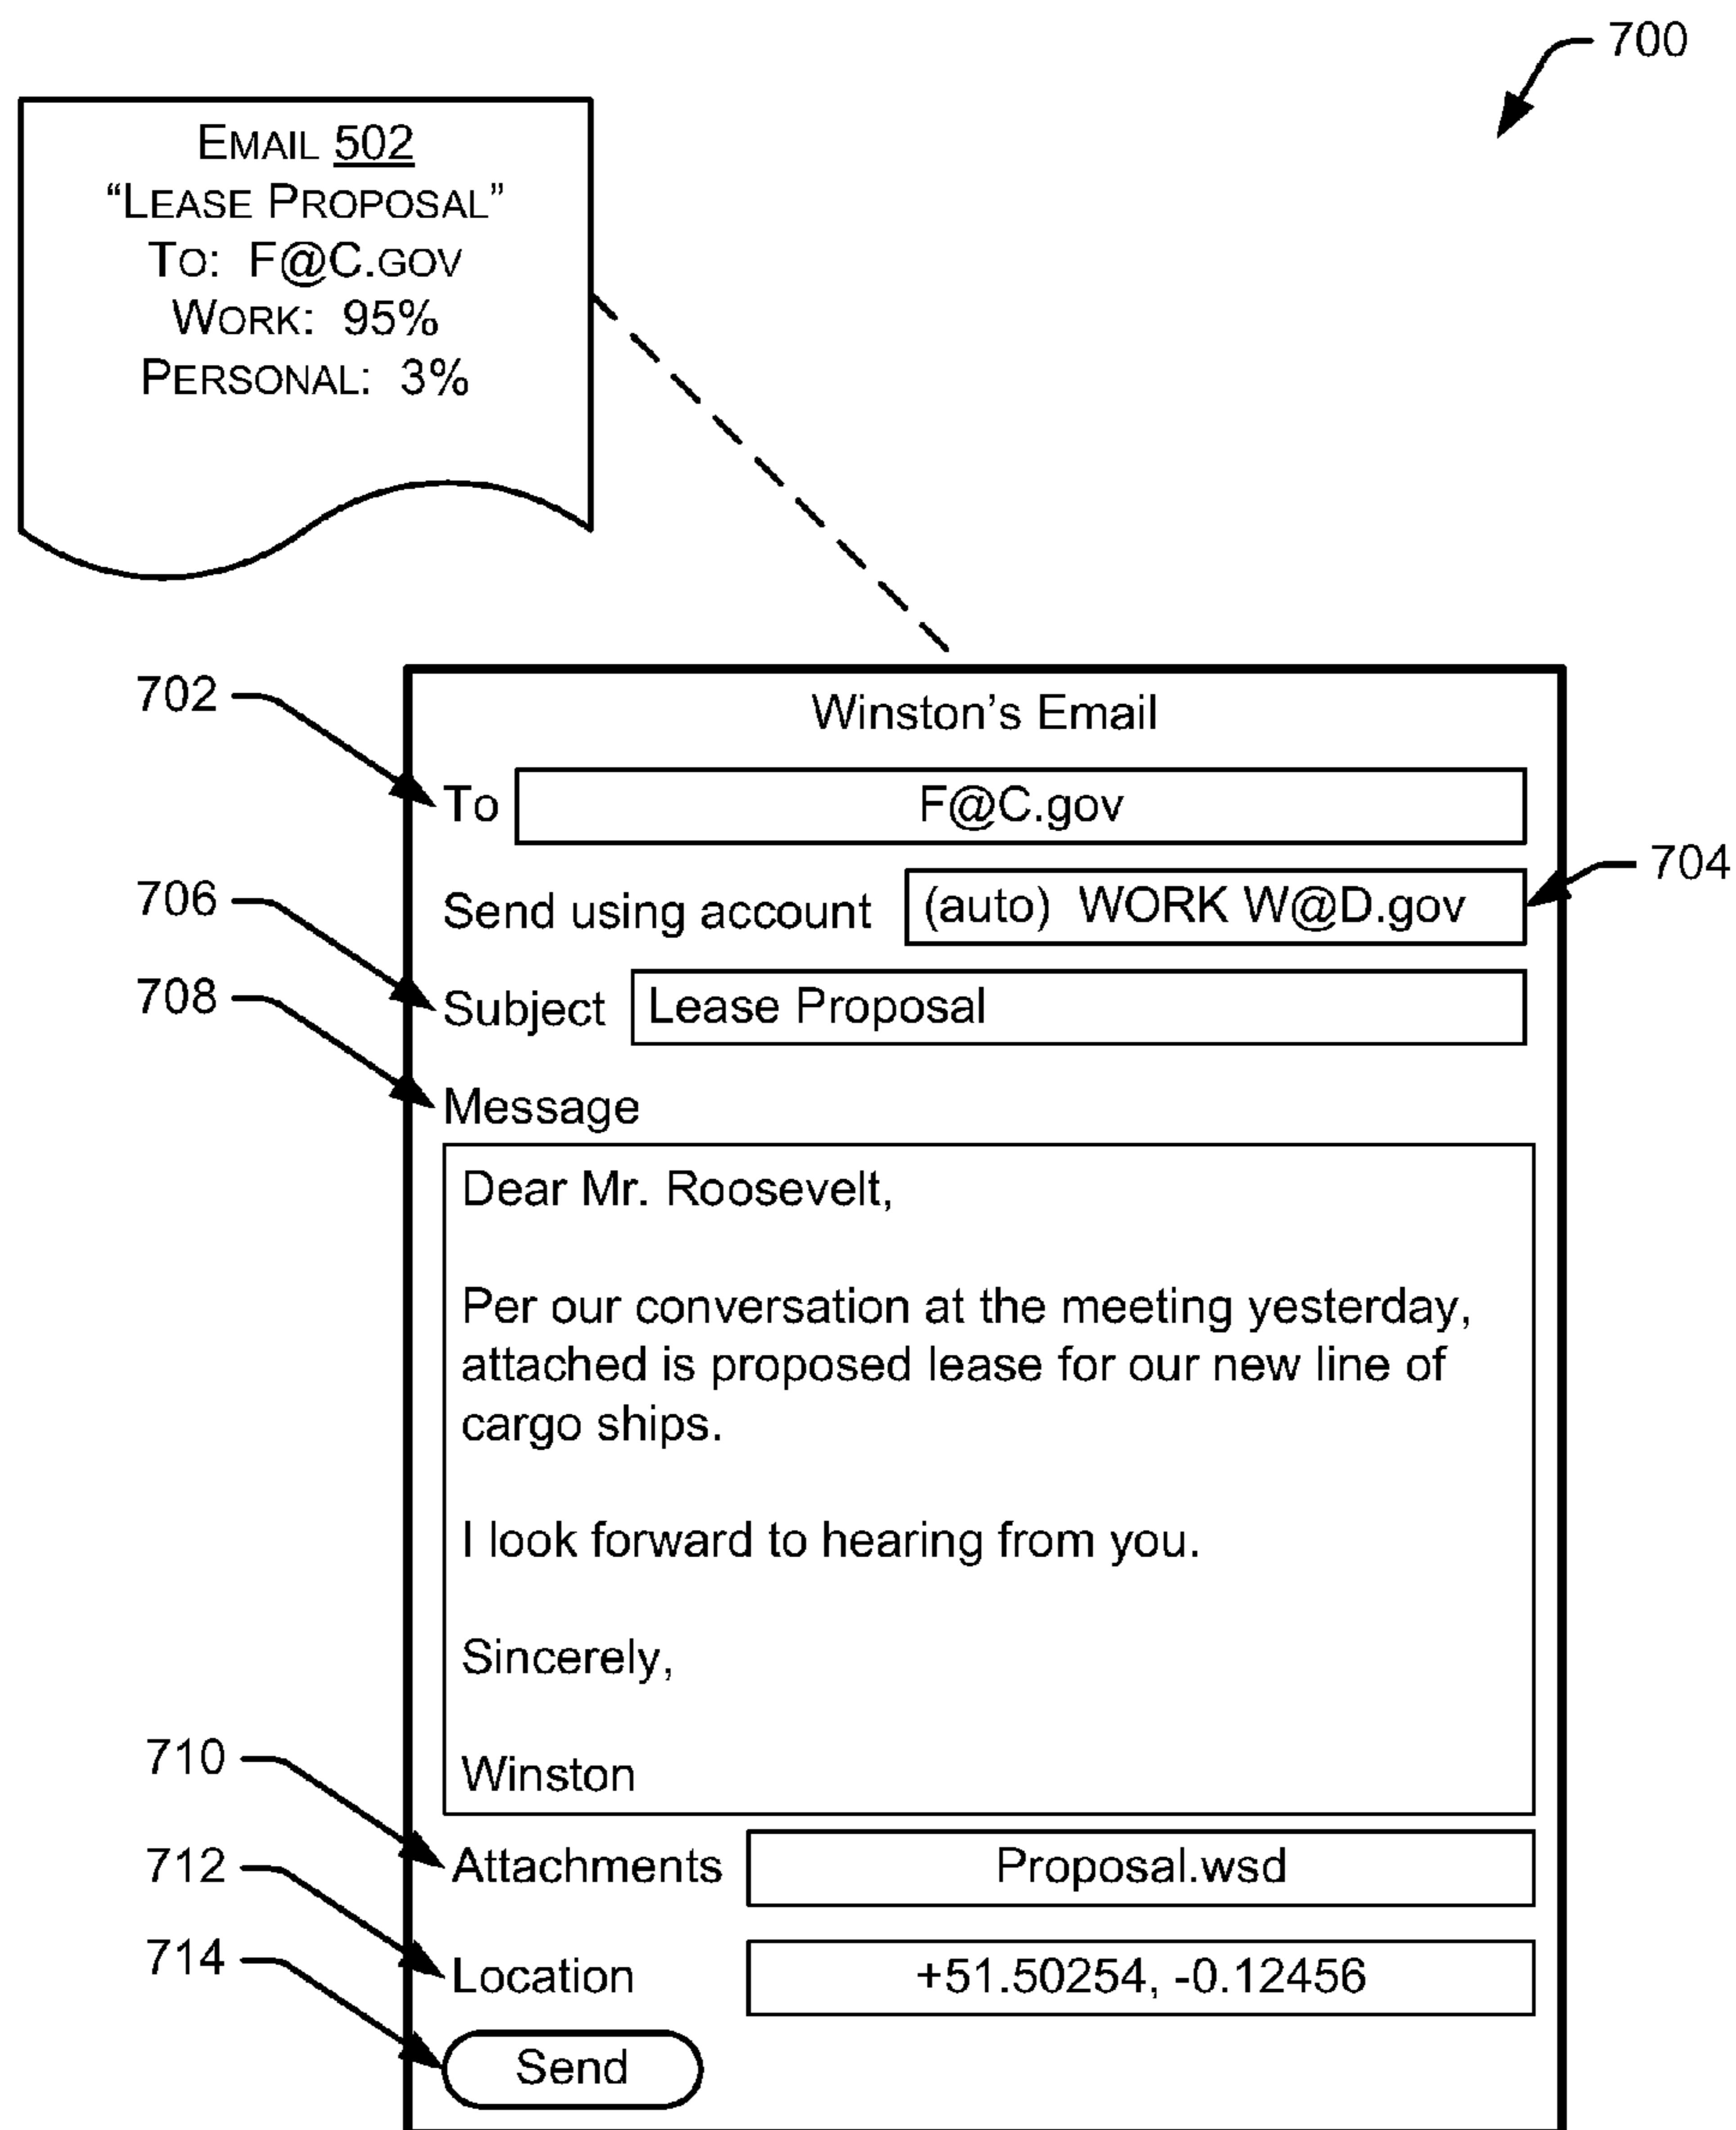 700
EMAIL 502
“LEASE PROPOSAL”
TO: F@C.GOV
WORK: 95%
PERSONAL: 3%
702
Winston’s Email
To F@C.gov
704
706
Send using account (auto) WORK W@D.gov
708
Subject Lease Proposal
Message
Dear Mr. Roosevelt,
Per our conversation at the meeting yesterday,
attached is proposed lease for our new line of
cargo ships.
I look forward to hearing from you.
Sincerely,
Winston
710
Attachments Proposal.wsd
712
Location +51.50254, -0.12456
714
Send